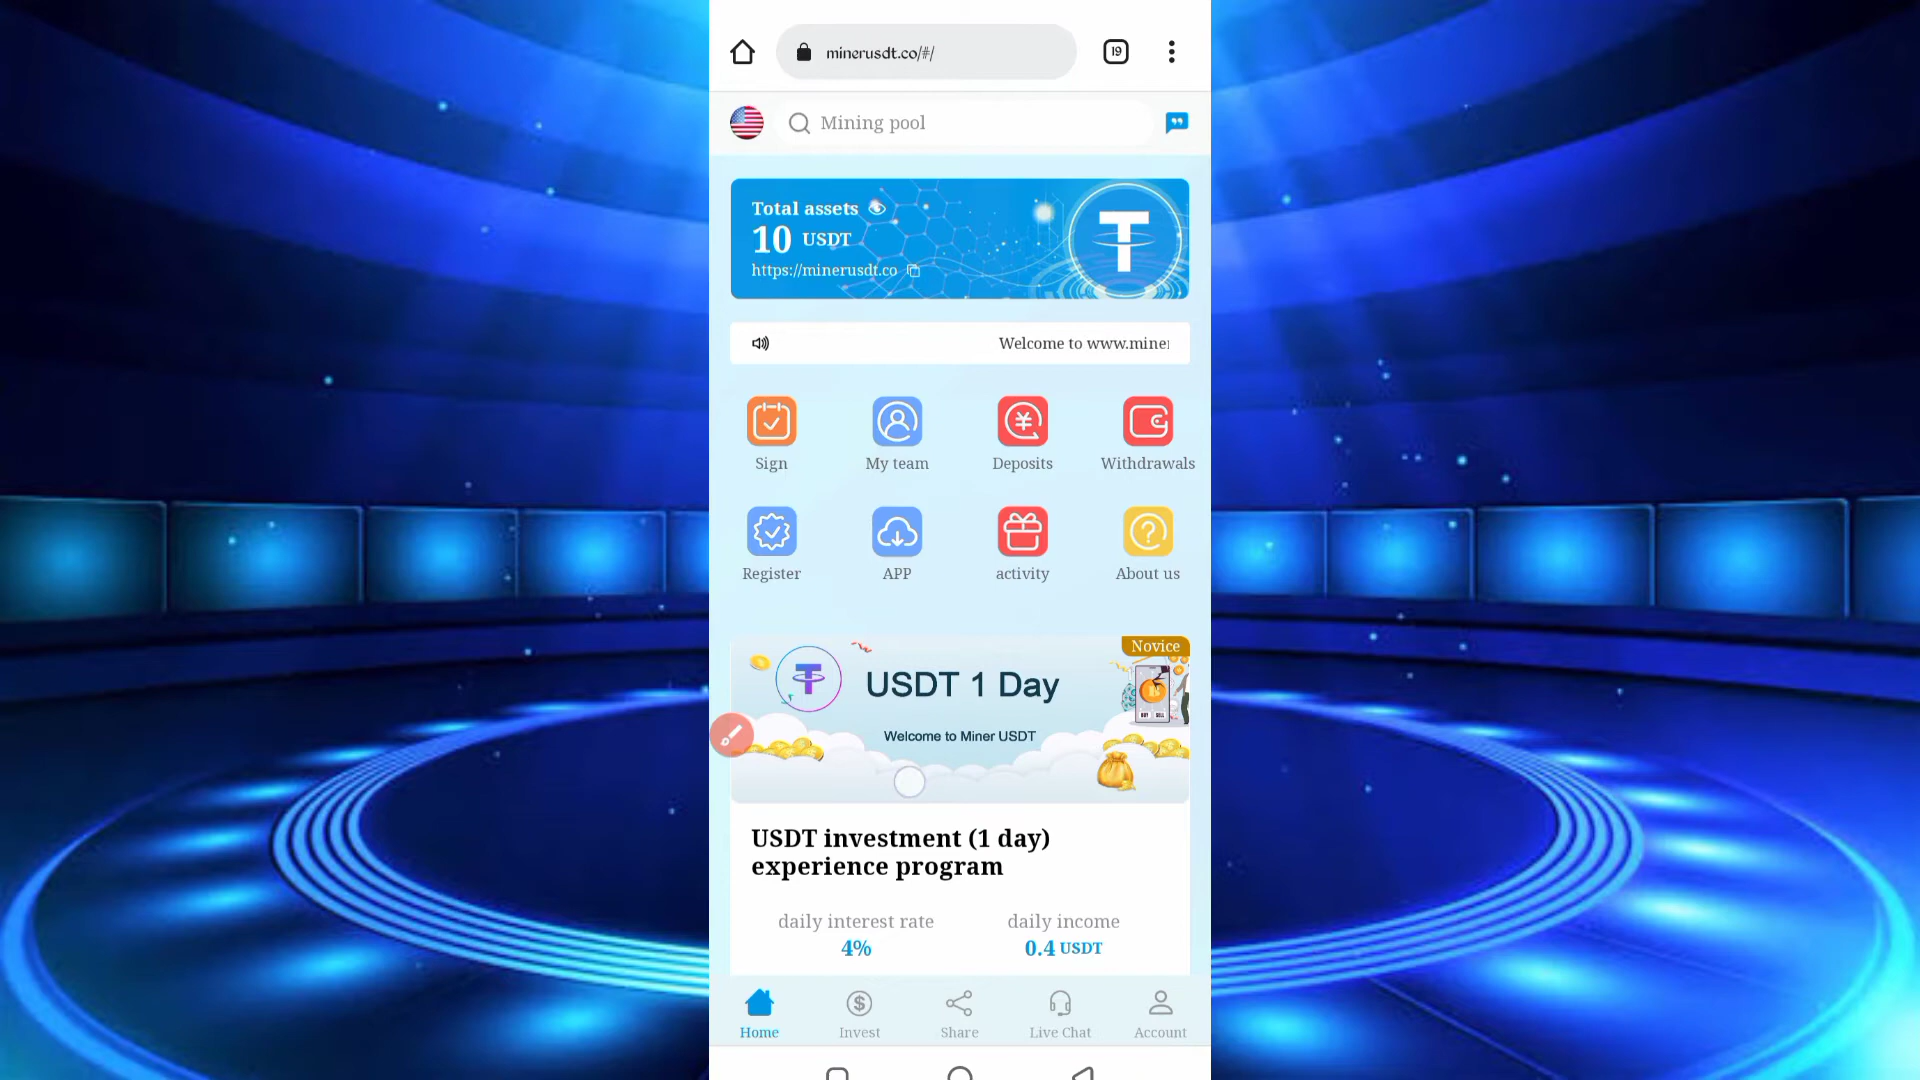 minerusdt.co/#/
19
Mining pool
Total assets
10 USDT
https://minerusdt.co
Welcome to www.miner
Sign
My team
Deposits
Withdrawals
Register
APP
activity
About us
Novice
USDT 1 Day
Welcome to Miner USDT
USDT investment (1 day)
experience program
daily interest rate
daily income
4%
0.4 USDT
Home
Invest
Share
Live Chat
Account